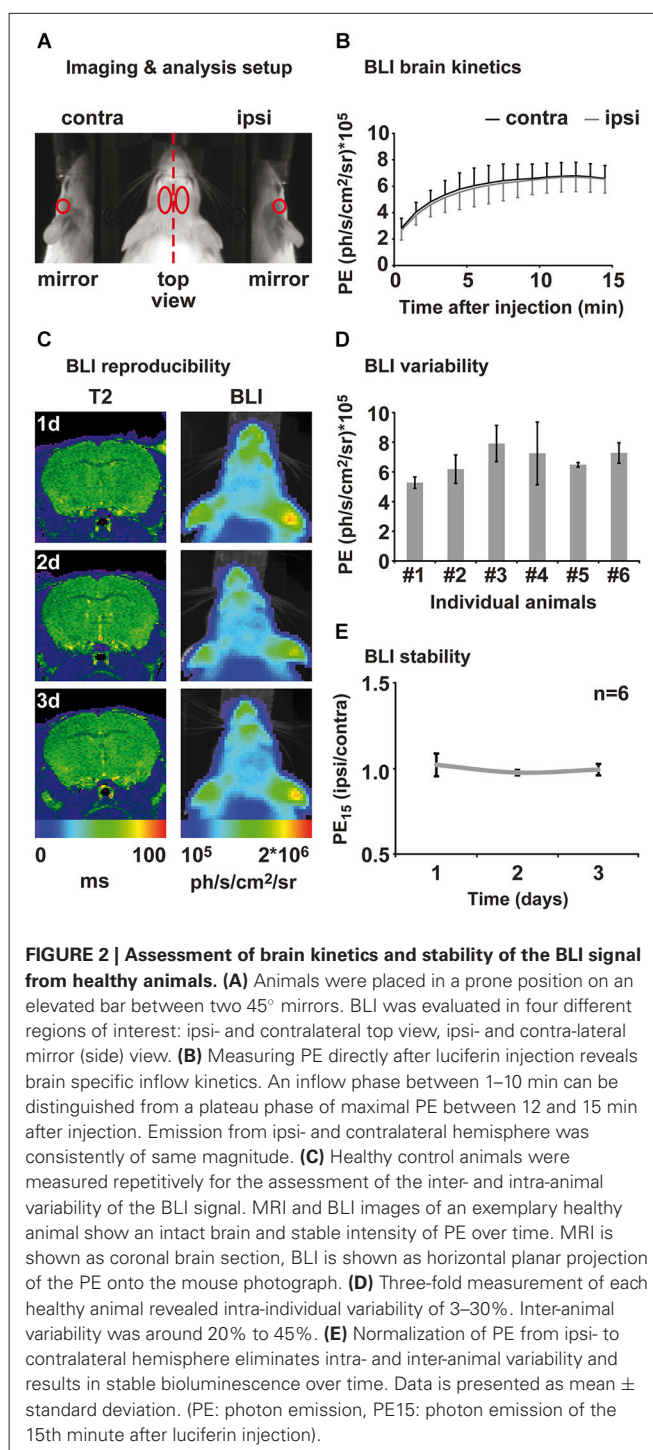 A
Imaging & analysis setup
contra ipsi
mirror top view mirror
B
BLI brain kinetics
contra ipsi
PE (ph/s/cm²/sr)*10⁵
10
8
6
4
2
0
0 5 10 15
Time after injection (min)
C
BLI reproducibility
T2 BLI
1d
2d
3d
0 100
ms
10⁵ 2*10⁶
ph/s/cm²/sr
D
BLI variability
PE (ph/s/cm²/sr)*10⁵
10
8
6
4
2
0
#1 #2 #3 #4 #5 #6
Individual animals
E
BLI stability
n=6
PE₁₅ (ipsi/contra)
1.5
1.0
0.5
1 2 3
Time (days)
FIGURE 2 | Assessment of brain kinetics and stability of the BLI signal
from healthy animals. (A) Animals were placed in a prone position on an
elevated bar between two 45° mirrors. BLI was evaluated in four different
regions of interest: ipsi- and contralateral top view, ipsi- and contra-lateral
mirror (side) view. (B) Measuring PE directly after luciferin injection reveals
brain specific inflow kinetics. An inflow phase between 1–10 min can be
distinguished from a plateau phase of maximal PE between 12 and 15 min
after injection. Emission from ipsi- and contralateral hemisphere was
consistently of same magnitude. (C) Healthy control animals were
measured repetitively for the assessment of the inter- and intra-animal
variability of the BLI signal. MRI and BLI images of an exemplary healthy
animal show an intact brain and stable intensity of PE over time. MRI is
shown as coronal brain section, BLI is shown as horizontal planar projection
of the PE onto the mouse photograph. (D) Three-fold measurement of each
healthy animal revealed intra-individual variability of 3–30%. Inter-animal
variability was around 20% to 45%. (E) Normalization of PE from ipsi- to
contralateral hemisphere eliminates intra- and inter-animal variability and
results in stable bioluminescence over time. Data is presented as mean ±
standard deviation. (PE: photon emission, PE15: photon emission of the
15th minute after luciferin injection).